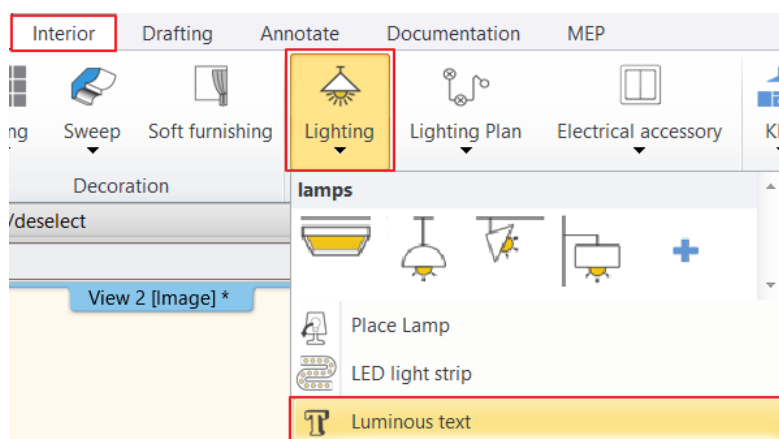 Interior Drafting Annotate Documentation MEP
ng Sweep Soft furnishing Lighting Lighting Plan Electrical accessory
Decoration
lamps
/deselect
View 2 [Image] *
Place Lamp
LED light strip
Luminous text